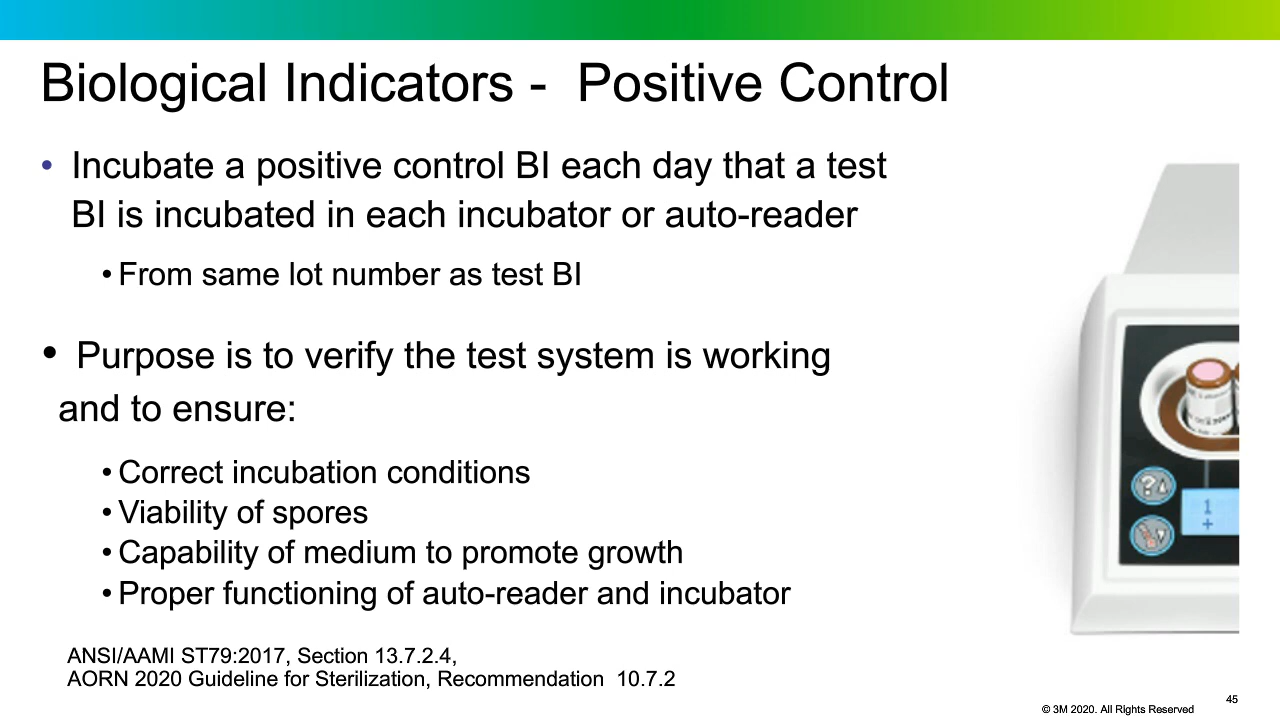 Biological Indicators - Positive Control
• Incubate a positive control BI each day that a test
BI is incubated in each incubator or auto-reader
• From same lot number as test BI
• Purpose is to verify the test system is working
and to ensure:
• Correct incubation conditions
• Viability of spores
• Capability of medium to promote growth
• Proper functioning of auto-reader and incubator
1
+
?
ANSI/AAMI ST79:2017, Section 13.7.2.4,
AORN 2020 Guideline for Sterilization, Recommendation 10.7.2
45
© 3M 2020. All Rights Reserved